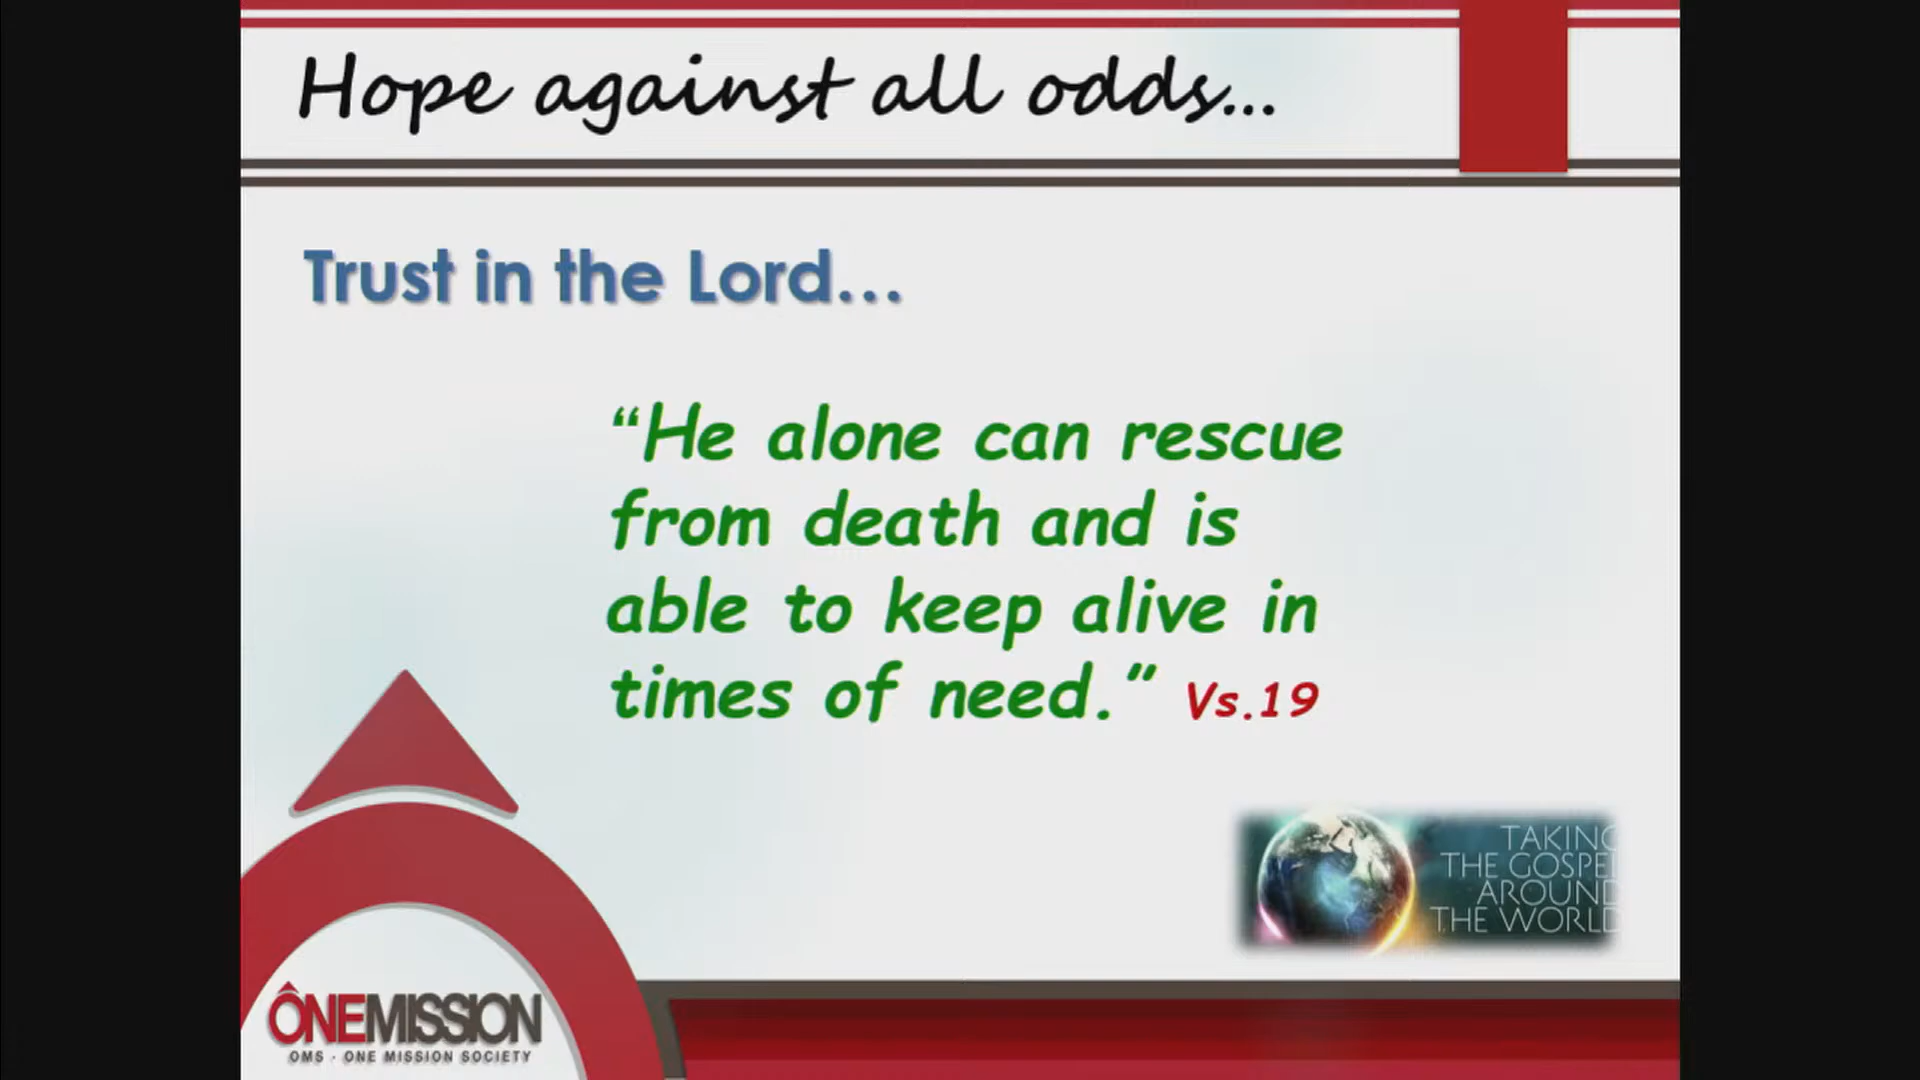 Hope against all odds...
Trust in the Lord...
“He alone can rescue
from death and is
able to keep alive in
times of need.” Vs.19
TAKING
THE GOSPEL
AROUND
THE WORLD
ÔNEMISSION
OMS - ONE MISSION SOCIETY